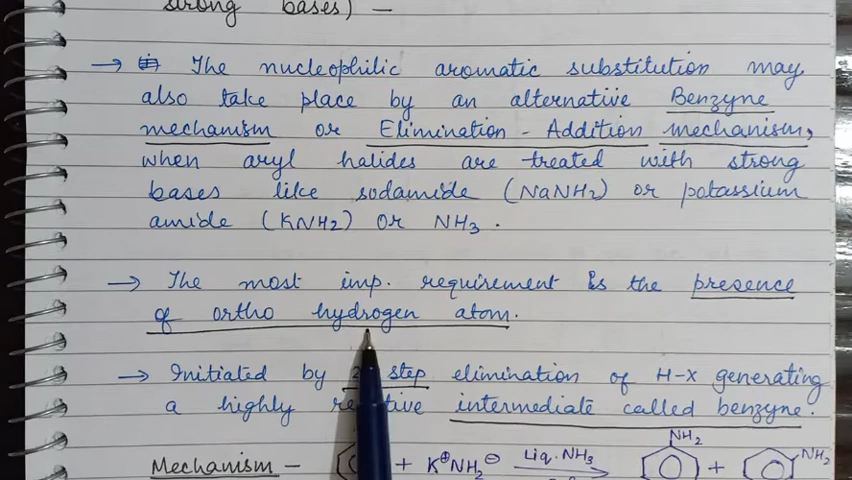 strong bases) —
→ The nucleophilic aromatic substitution may
also take place by an alternative Benzyne
mechanism or Elimination - Addition mechanism,
when aryl halides are treated with strong
bases like sodamide (NaNH2) or potassium
amide (KNH2) or NH3.
→ The most imp. requirement is the presence
of ortho hydrogen atom.
→ Initiated by step elimination of H-X generating
a highly intermediate called benzyne.
Mechanism — + K⊕NH2⊖ Liq. NH3 → NH2 + NH2